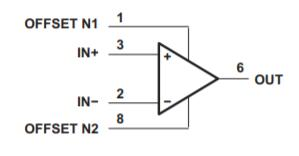 OFFSET N1 1
IN+ 3
+
6
OUT
IN− 2
−
OFFSET N2 8